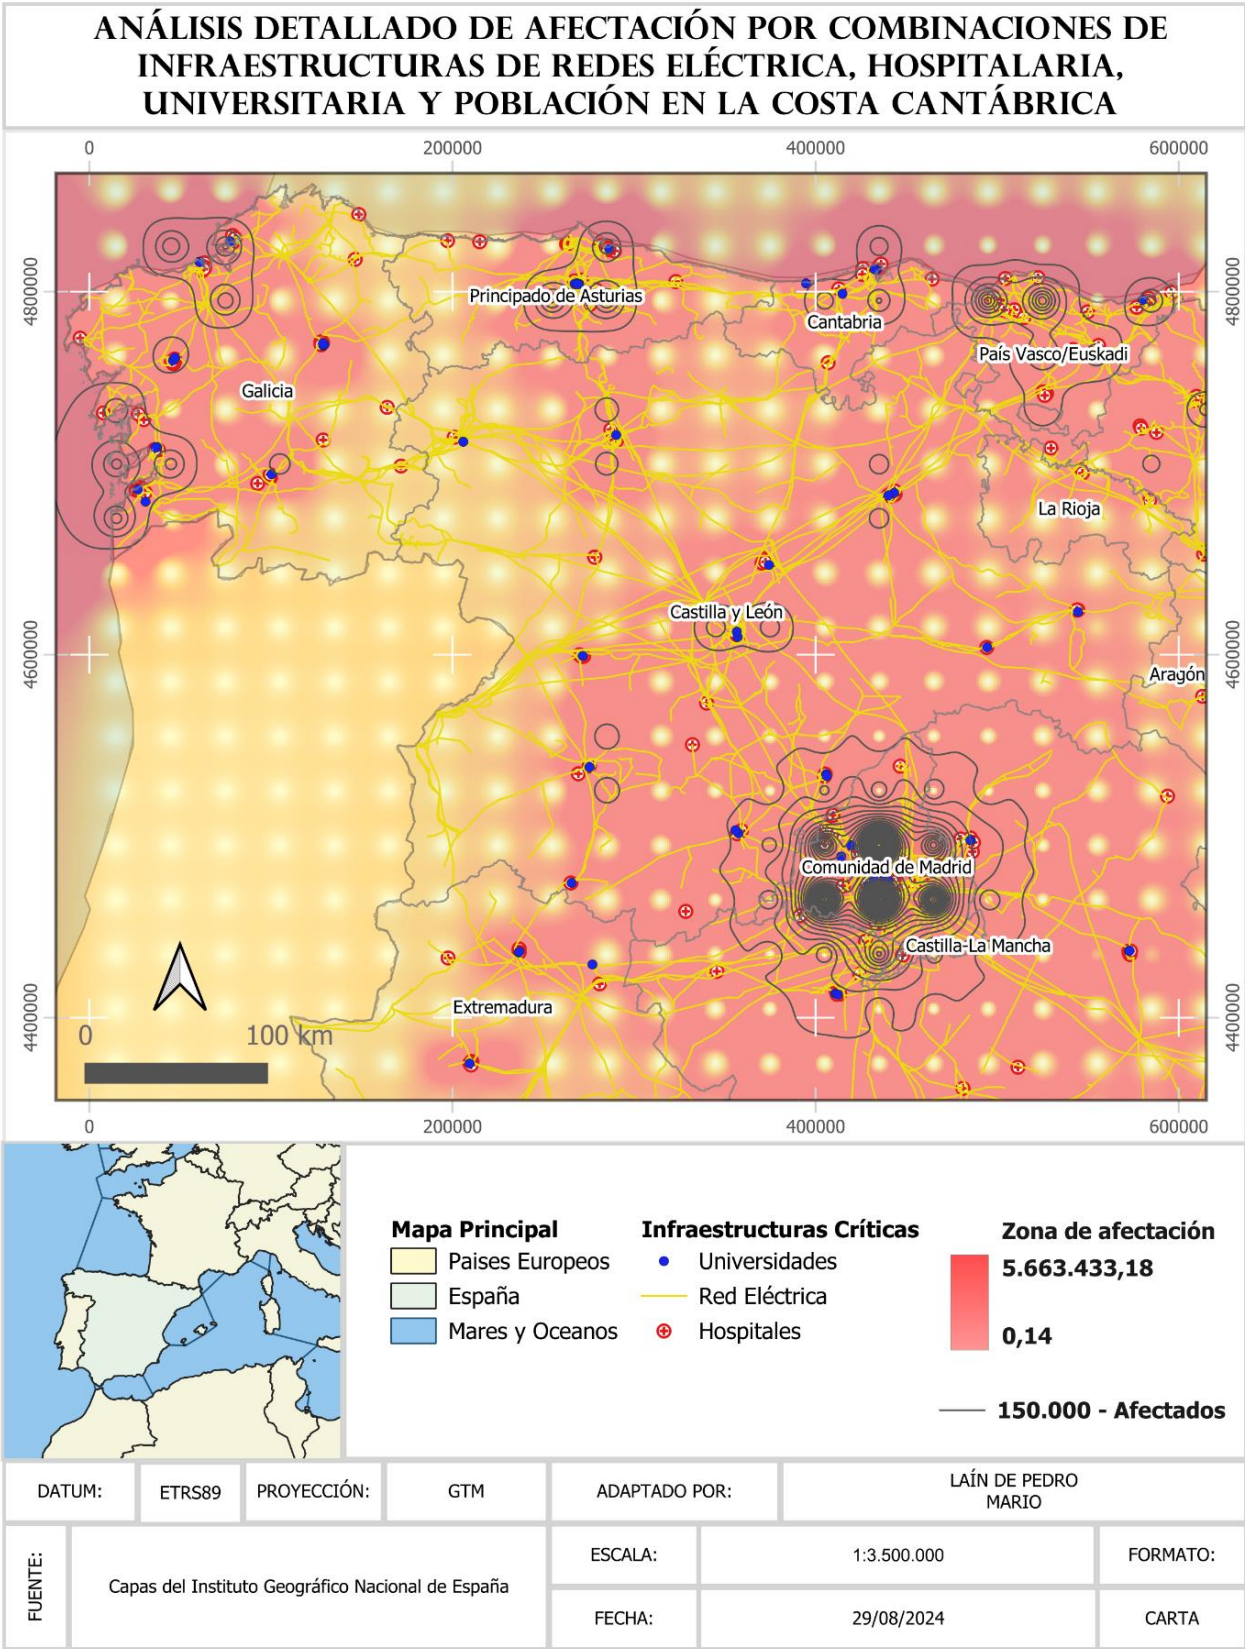 ANÁLISIS DETALLADO DE AFECTACIÓN POR COMBINACIONES DE
INFRAESTRUCTURAS DE REDES ELÉCTRICA, HOSPITALARIA,
UNIVERSITARIA Y POBLACIÓN EN LA COSTA CANTÁBRICA
0
200000
400000
600000
4800000
4800000
Principado de Asturias
Cantabria
País Vasco/Euskadi
Galicia
La Rioja
Castilla y León
4600000
4600000
Aragón
Comunidad de Madrid
Castilla-La Mancha
Extremadura
4400000
4400000
0
100 km
0
200000
400000
600000
Mapa Principal
Paises Europeos
España
Mares y Oceanos
Infraestructuras Críticas
Universidades
Red Eléctrica
Hospitales
Zona de afectación
5.663.433,18
0,14
150.000 - Afectados
DATUM:
ETRS89
PROYECCIÓN:
GTM
ADAPTADO POR:
LAÍN DE PEDRO
MARIO
FUENTE:
Capas del Instituto Geográfico Nacional de España
ESCALA:
1:3.500.000
FORMATO:
FECHA:
29/08/2024
CARTA